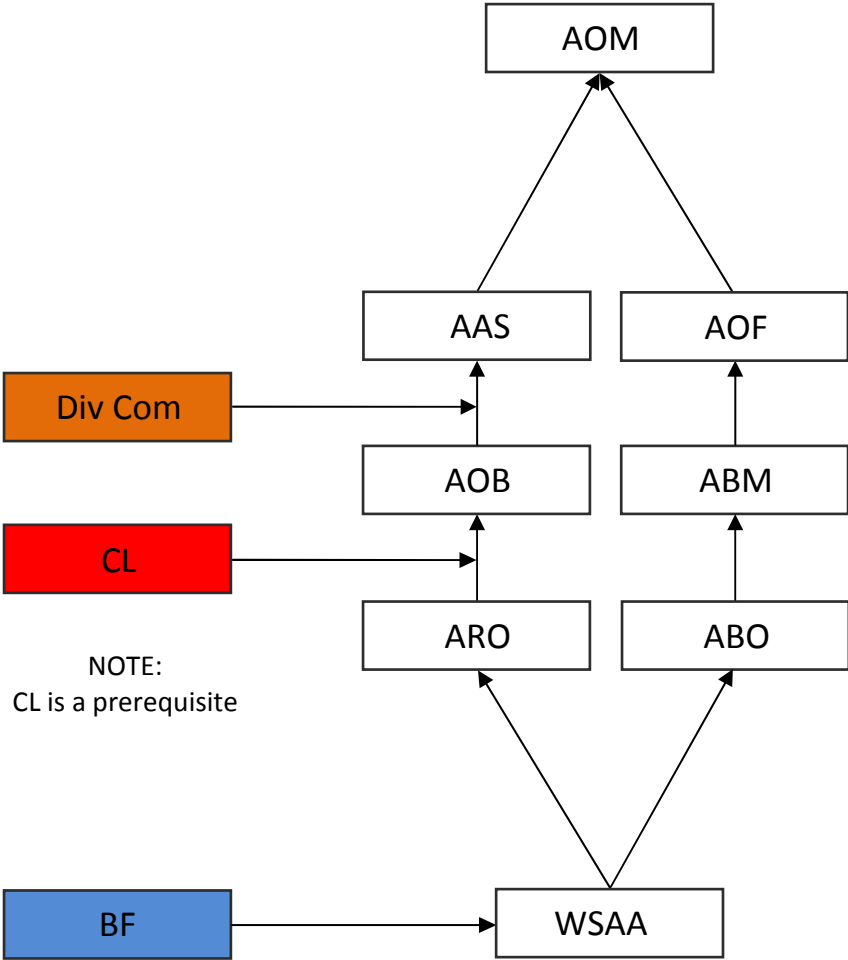 AOM
AAS
AOF
Div Com
AOB
ABM
CL
ARO
ABO
NOTE:
CL is a prerequisite
BF
WSAA